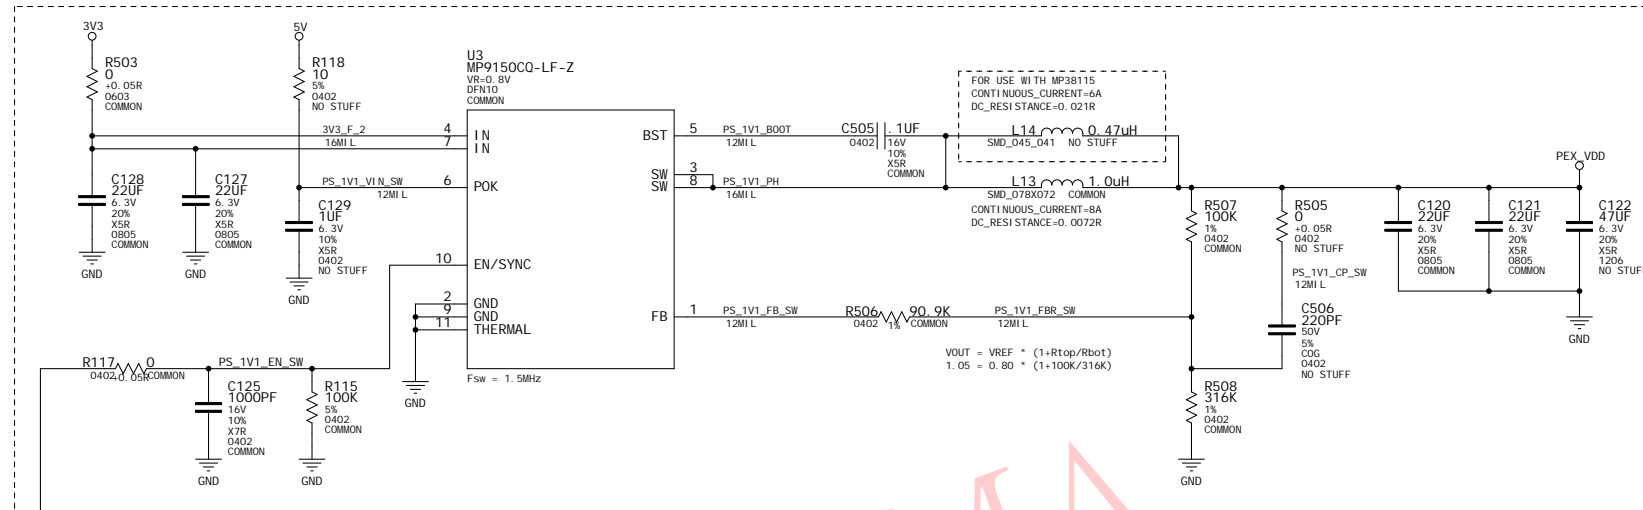 3V3
R503
0
+0.05R
0603
COMMON
5V
R118
10
5%
0402
NO STUFF
U3
MP9150CQ-LF-Z
VR=0.8V
DFN10
COMMON
FOR USE WITH MP38115
CONTINUOUS_CURRENT=6A
DC_RESISTANCE=0.021R
L14 0.47uH
SMD_045_041 NO STUFF
3V3_F_2
16MIL
4 IN
7 IN
BST 5
PS_1V1_BOOT
12MIL
C505 .1UF
0402 16V
10%
X5R
COMMON
SW 3
SW 8
PS_1V1_PH
16MIL
L13 1.0uH
SMD_078X072 COMMON
CONTINUOUS_CURRENT=8A
DC_RESISTANCE=0.0072R
PEX_VDD
C128
22UF
6.3V
20%
X5R
0805
COMMON
GND
C127
22UF
6.3V
20%
X5R
0805
COMMON
GND
PS_1V1_VIN_SW
12MIL
6 POK
C129
1UF
6.3V
10%
X5R
0402
NO STUFF
GND
10 EN/SYNC
2 GND
9 GND
11 THERMAL
GND
FB 1
PS_1V1_FB_SW
12MIL
R506 90.9K
0402 1% COMMON
PS_1V1_FBR_SW
12MIL
R507
100K
1%
0402
COMMON
R505
0
+0.05R
0402
NO STUFF
PS_1V1_CP_SW
12MIL
C506
220PF
50V
5%
COG
0402
NO STUFF
C120
22UF
6.3V
20%
X5R
0805
COMMON
C121
22UF
6.3V
20%
X5R
0805
COMMON
C122
47UF
6.3V
20%
X5R
1206
NO STUFF
GND
VOUT = VREF * (1+Rtop/Rbot)
1.05 = 0.80 * (1+100K/316K)
R508
316K
1%
0402
COMMON
GND
Fsw = 1.5MHz
R117 0
0402 +0.05R COMMON
PS_1V1_EN_SW
C125
1000PF
16V
10%
X7R
0402
COMMON
GND
R115
100K
5%
0402
COMMON
GND